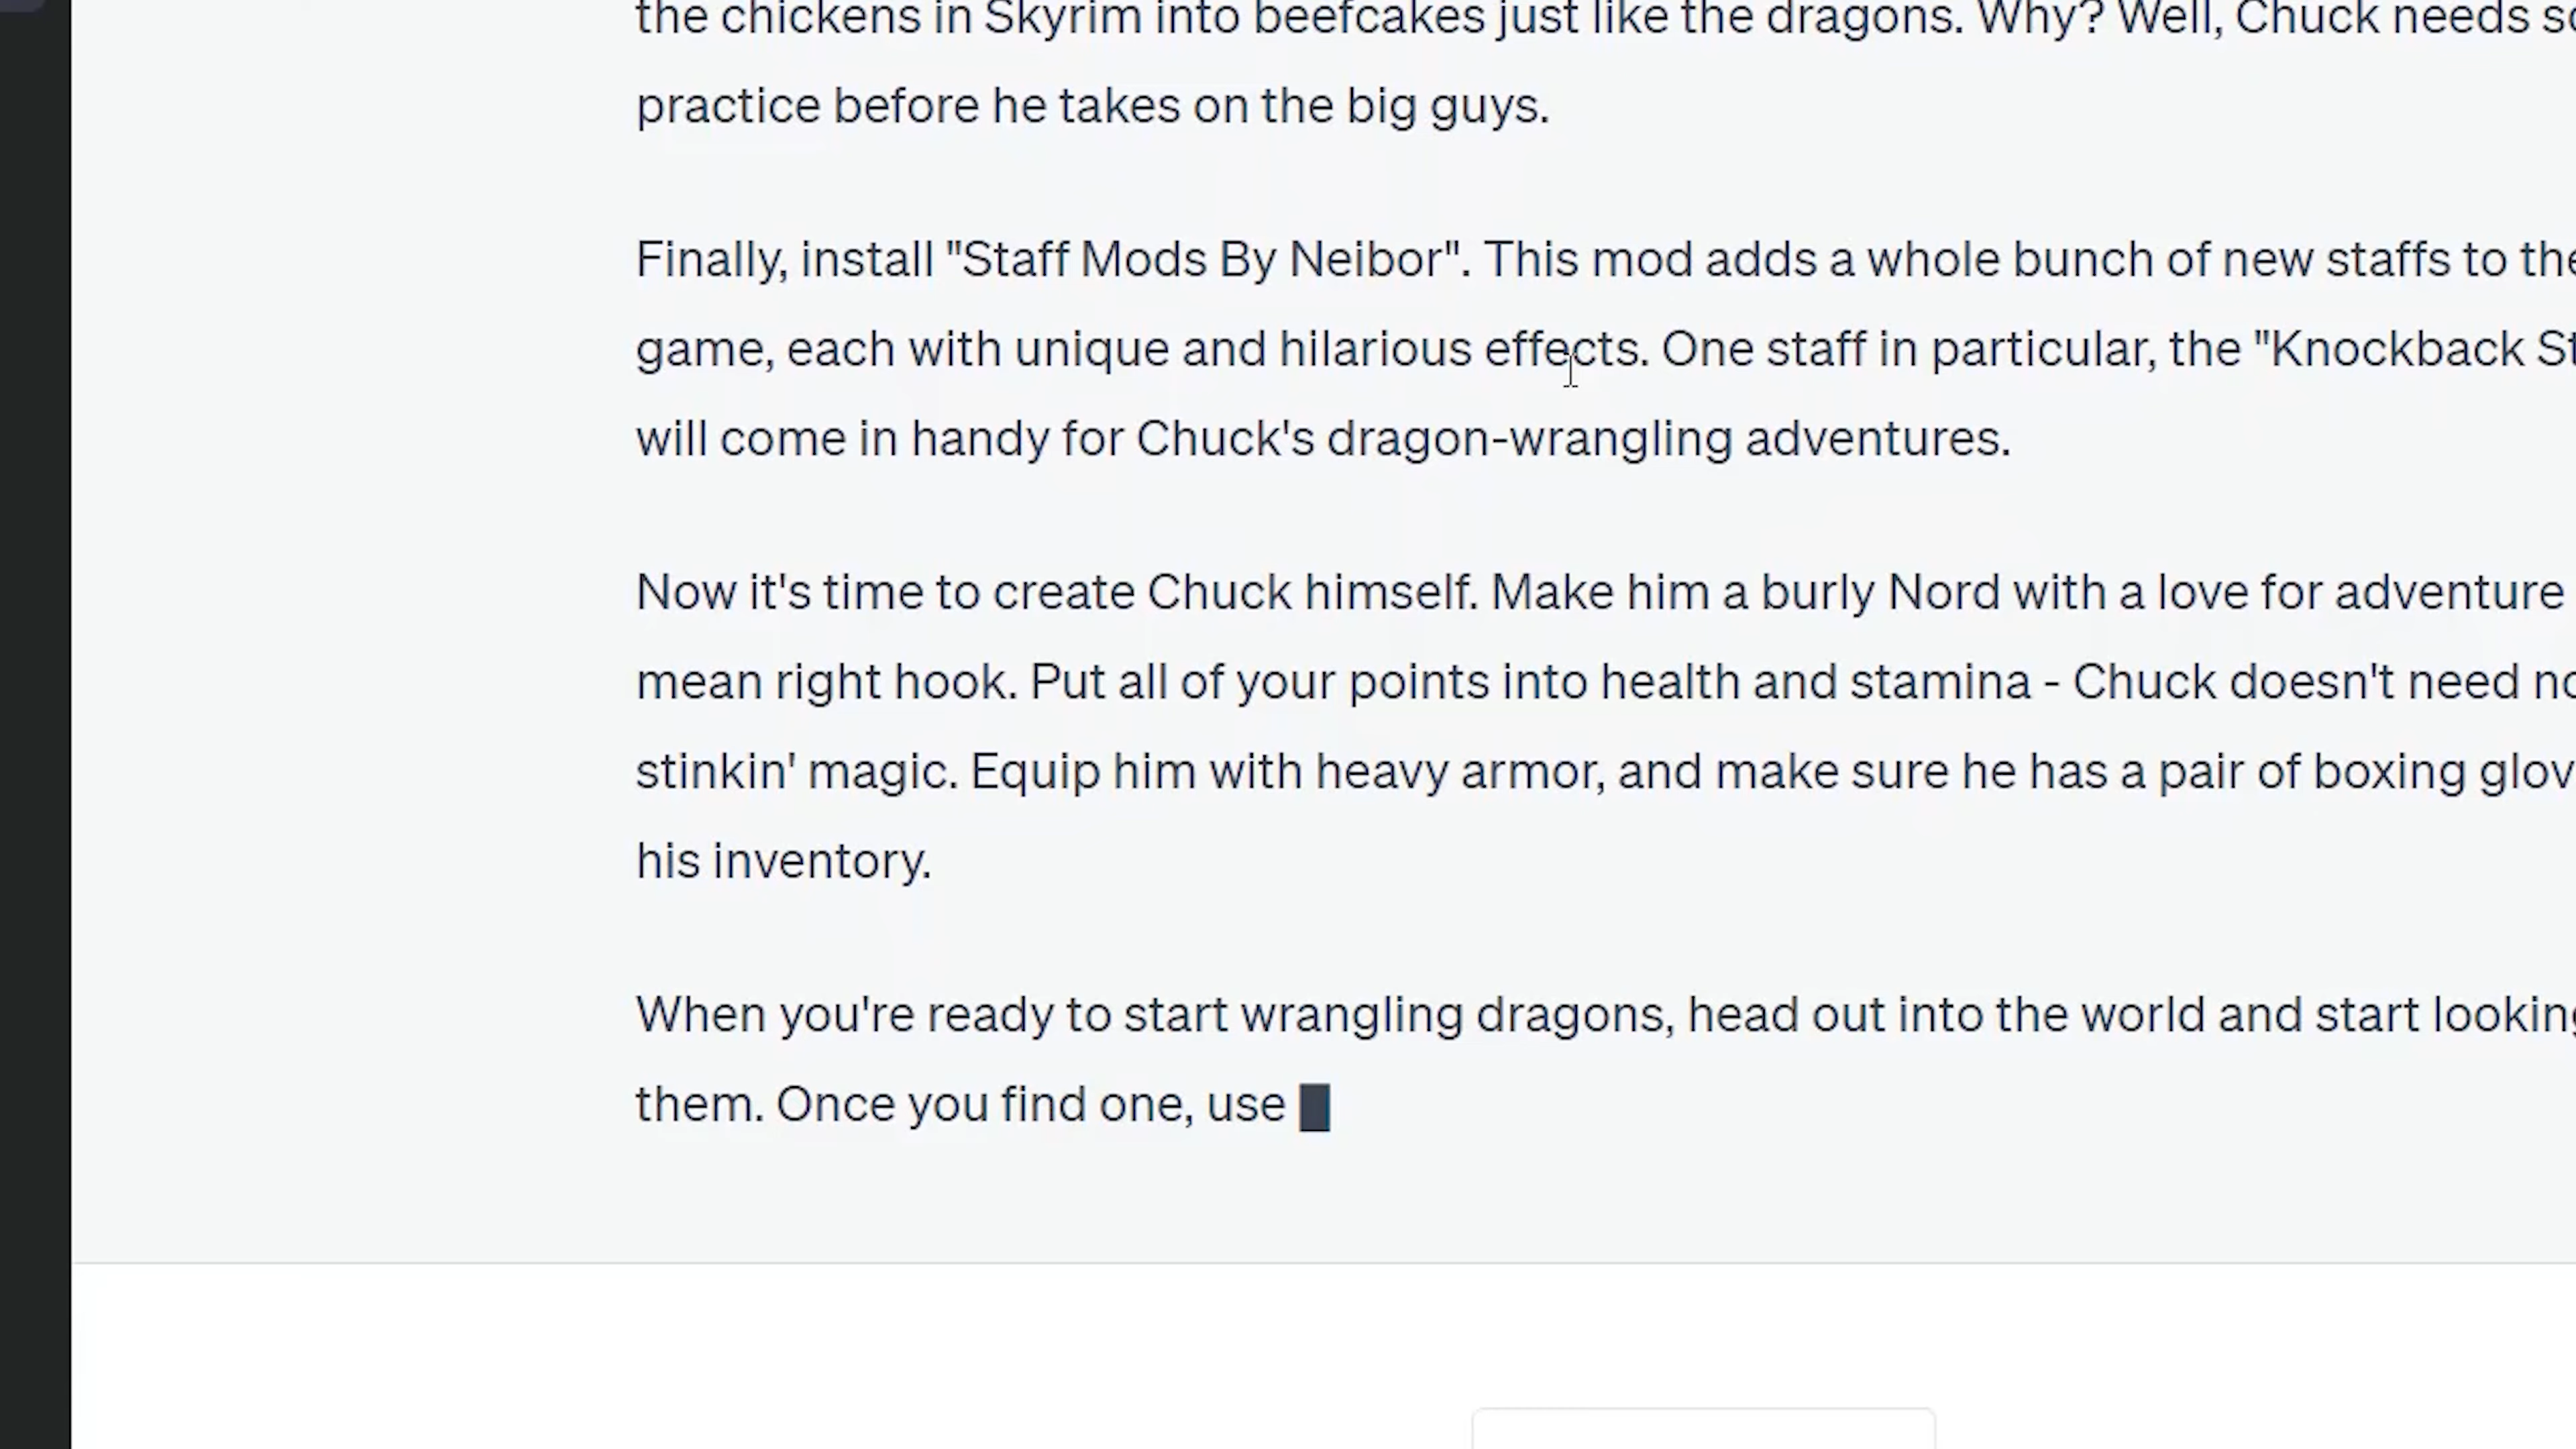 the chickens in Skyrim into beefcakes just like the dragons. Why? Well, Chuck needs
practice before he takes on the big guys.
Finally, install "Staff Mods By Neibor". This mod adds a whole bunch of new staffs to the
game, each with unique and hilarious effects. One staff in particular, the "Knockback
will come in handy for Chuck's dragon-wrangling adventures.
Now it's time to create Chuck himself. Make him a burly Nord with a love for adventure
mean right hook. Put all of your points into health and stamina - Chuck doesn't need
stinkin' magic. Equip him with heavy armor, and make sure he has a pair of boxing
his inventory.
When you're ready to start wrangling dragons, head out into the world and start looking
them. Once you find one, use